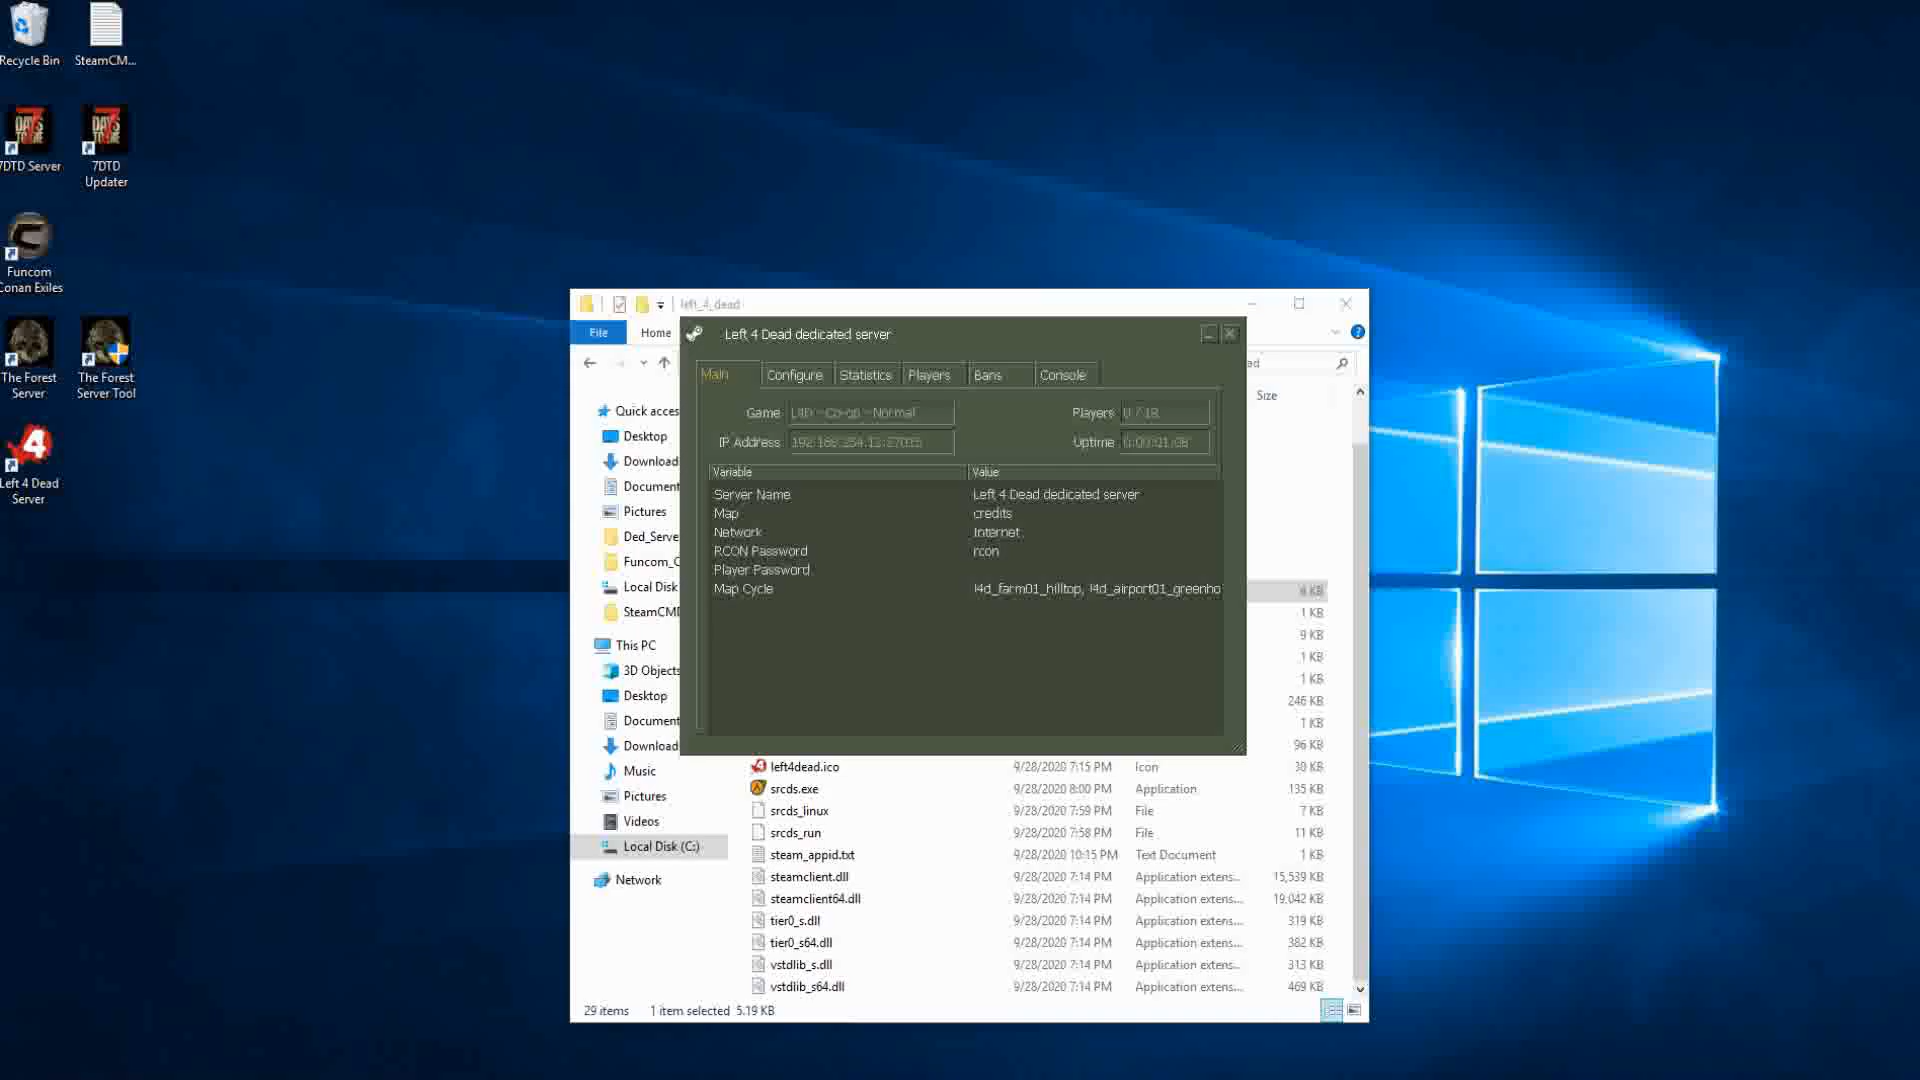 Recycle Bin
SteamCM...
7DTD Server
7DTD Updater
Funcom
Conan Exiles
The Forest
Server
The Forest
Server Tool
Left 4 Dead
Server
left_4_dead
File
Home
ed
Size
Left 4 Dead dedicated server
Main
Configure
Statistics
Players
Bans
Console
Game
L4D - Co-op - Normal
Players
0 / 18
IP Address
Uptime
Variable
Value
Server Name
Left 4 Dead dedicated server
Map
credits
Network
Internet
RCON Password
rcon
Player Password
Map Cycle
l4d_farm01_hilltop, l4d_airport01_greenho
Quick acces
Desktop
Download
Document
Pictures
Ded_Serve
Funcom_C
Local Disk
SteamCMD
This PC
3D Objects
Desktop
Document
Download
Music
Pictures
Videos
Local Disk (C:)
Network
4 KB
1 KB
9 KB
1 KB
1 KB
246 KB
1 KB
96 KB
left4dead.ico 9/28/2020 7:15 PM Icon 30 KB
srcds.exe 9/28/2020 8:00 PM Application 135 KB
srcds_linux 9/28/2020 7:59 PM File 7 KB
srcds_run 9/28/2020 7:58 PM File 11 KB
steam_appid.txt 9/28/2020 10:15 PM Text Document 1 KB
steamclient.dll 9/28/2020 7:14 PM Application extens... 15,539 KB
steamclient64.dll 9/28/2020 7:14 PM Application extens... 19,042 KB
tier0_s.dll 9/28/2020 7:14 PM Application extens... 319 KB
tier0_s64.dll 9/28/2020 7:14 PM Application extens... 382 KB
vstdlib_s.dll 9/28/2020 7:14 PM Application extens... 313 KB
vstdlib_s64.dll 9/28/2020 7:14 PM Application extens... 469 KB
29 items 1 item selected 5.19 KB